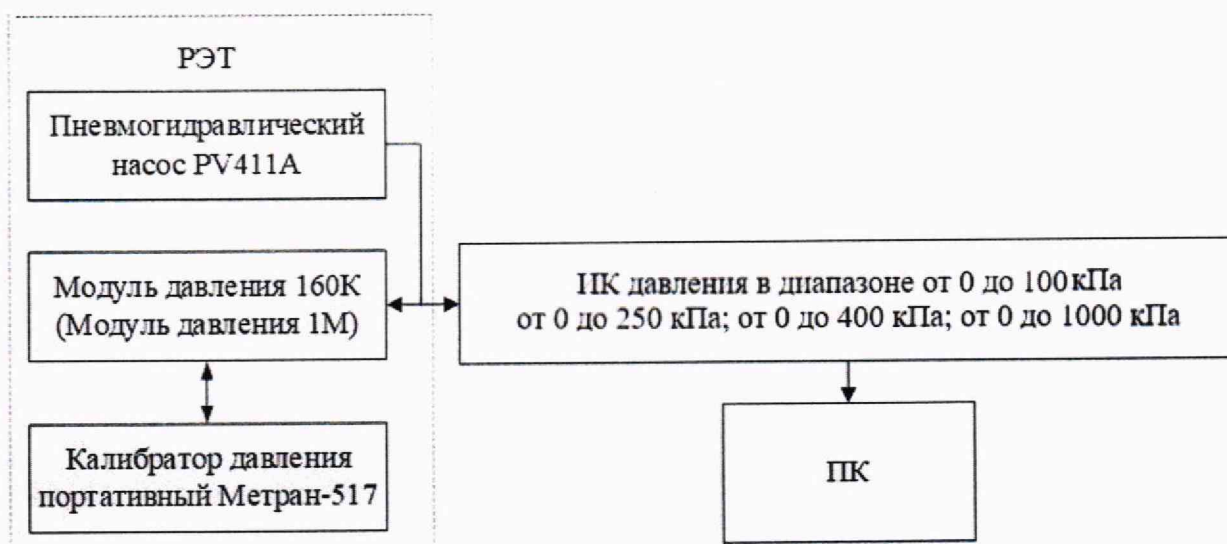 РЭТ
Пневмогидравлический
насос PV411A
Модуль давления 160К
(Модуль давления 1М)
Калибратор давления
портативный Метран-517
ИК давления в диапазоне от 0 до 100 кПа
от 0 до 250 кПа; от 0 до 400 кПа; от 0 до 1000 кПа
ПК